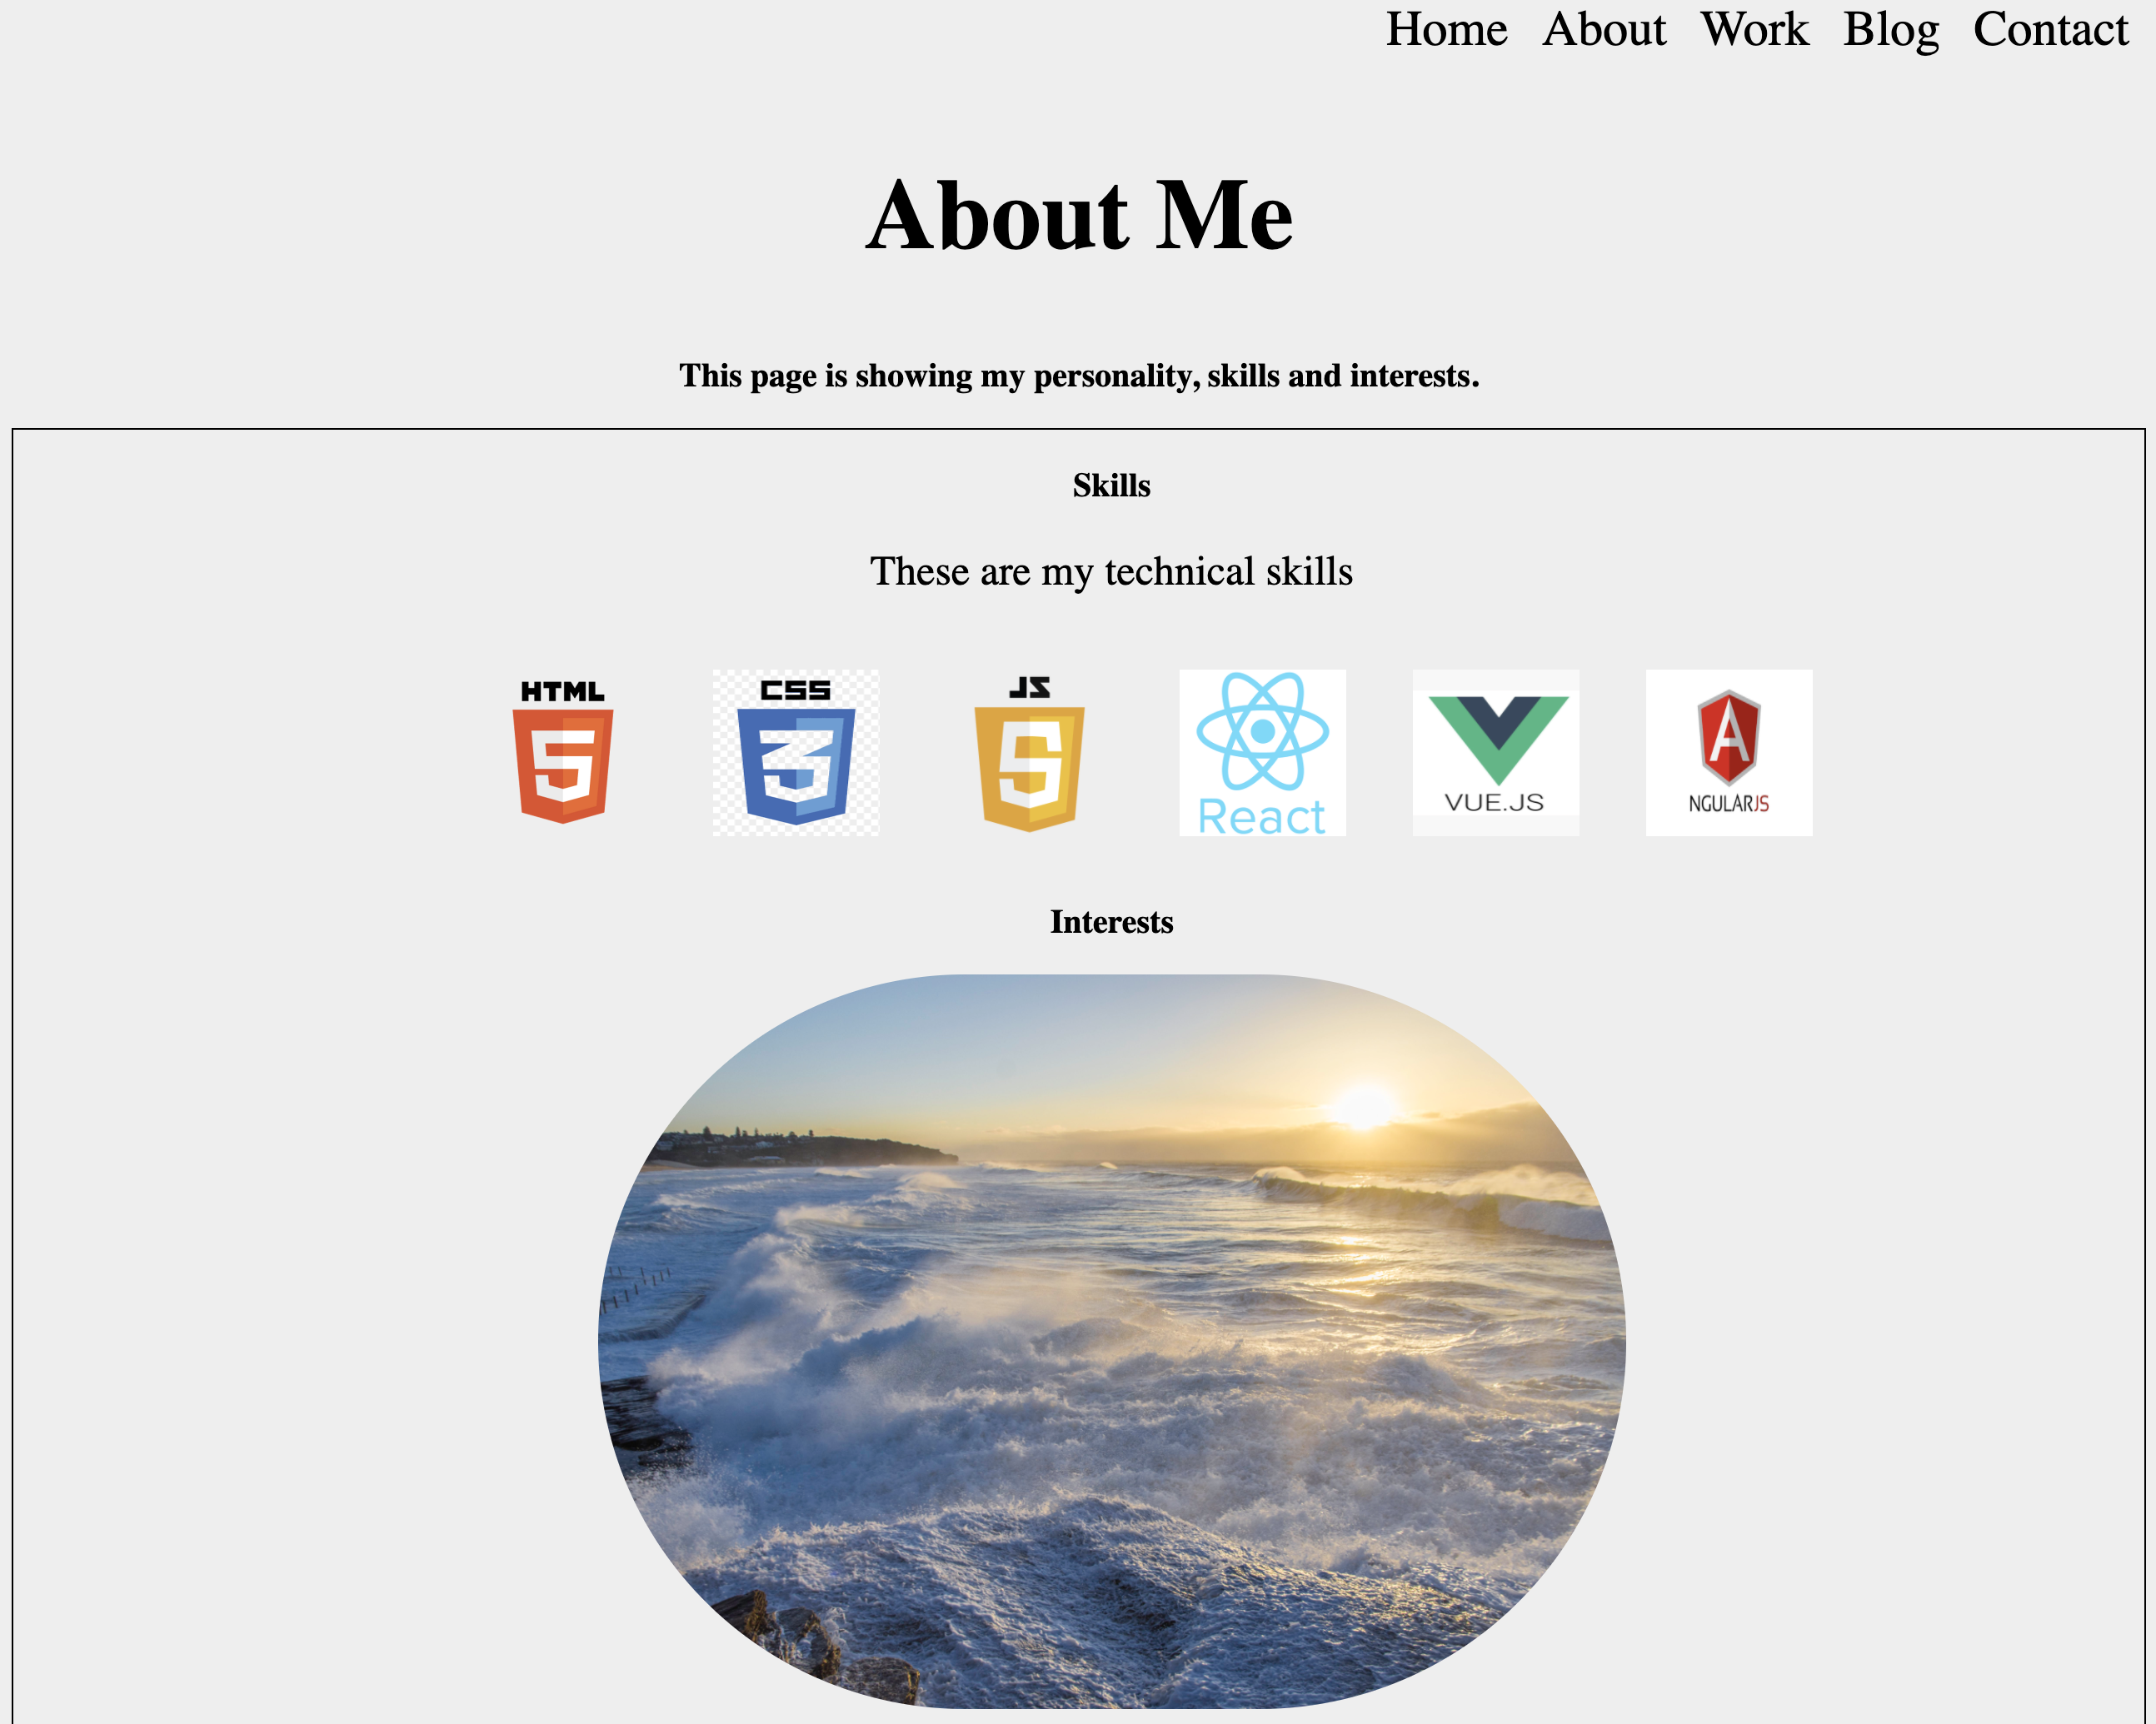 Home About Work Blog Contact
About Me
This page is showing my personality, skills and interests.
Skills
These are my technical skills
HTML CSS JS
5 3 S React VUE.JS A NGULARJS
Interests